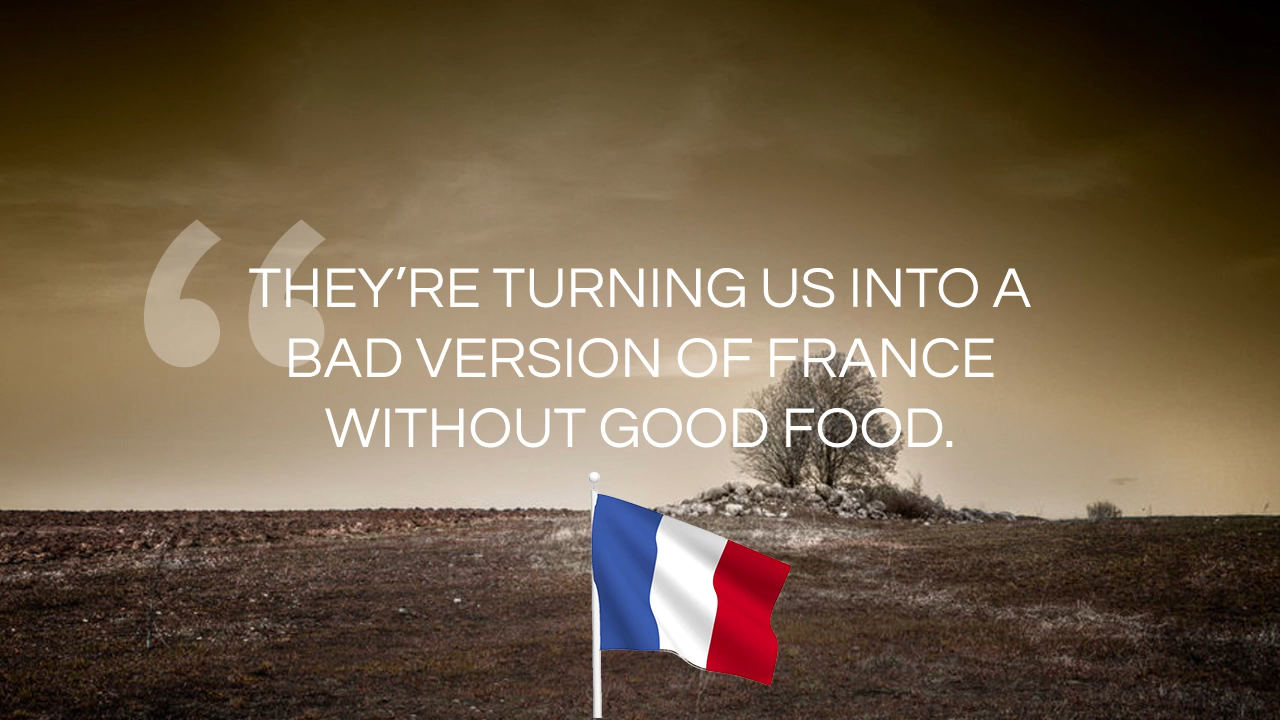 “
THEY’RE TURNING US INTO A
BAD VERSION OF FRANCE
WITHOUT GOOD FOOD.